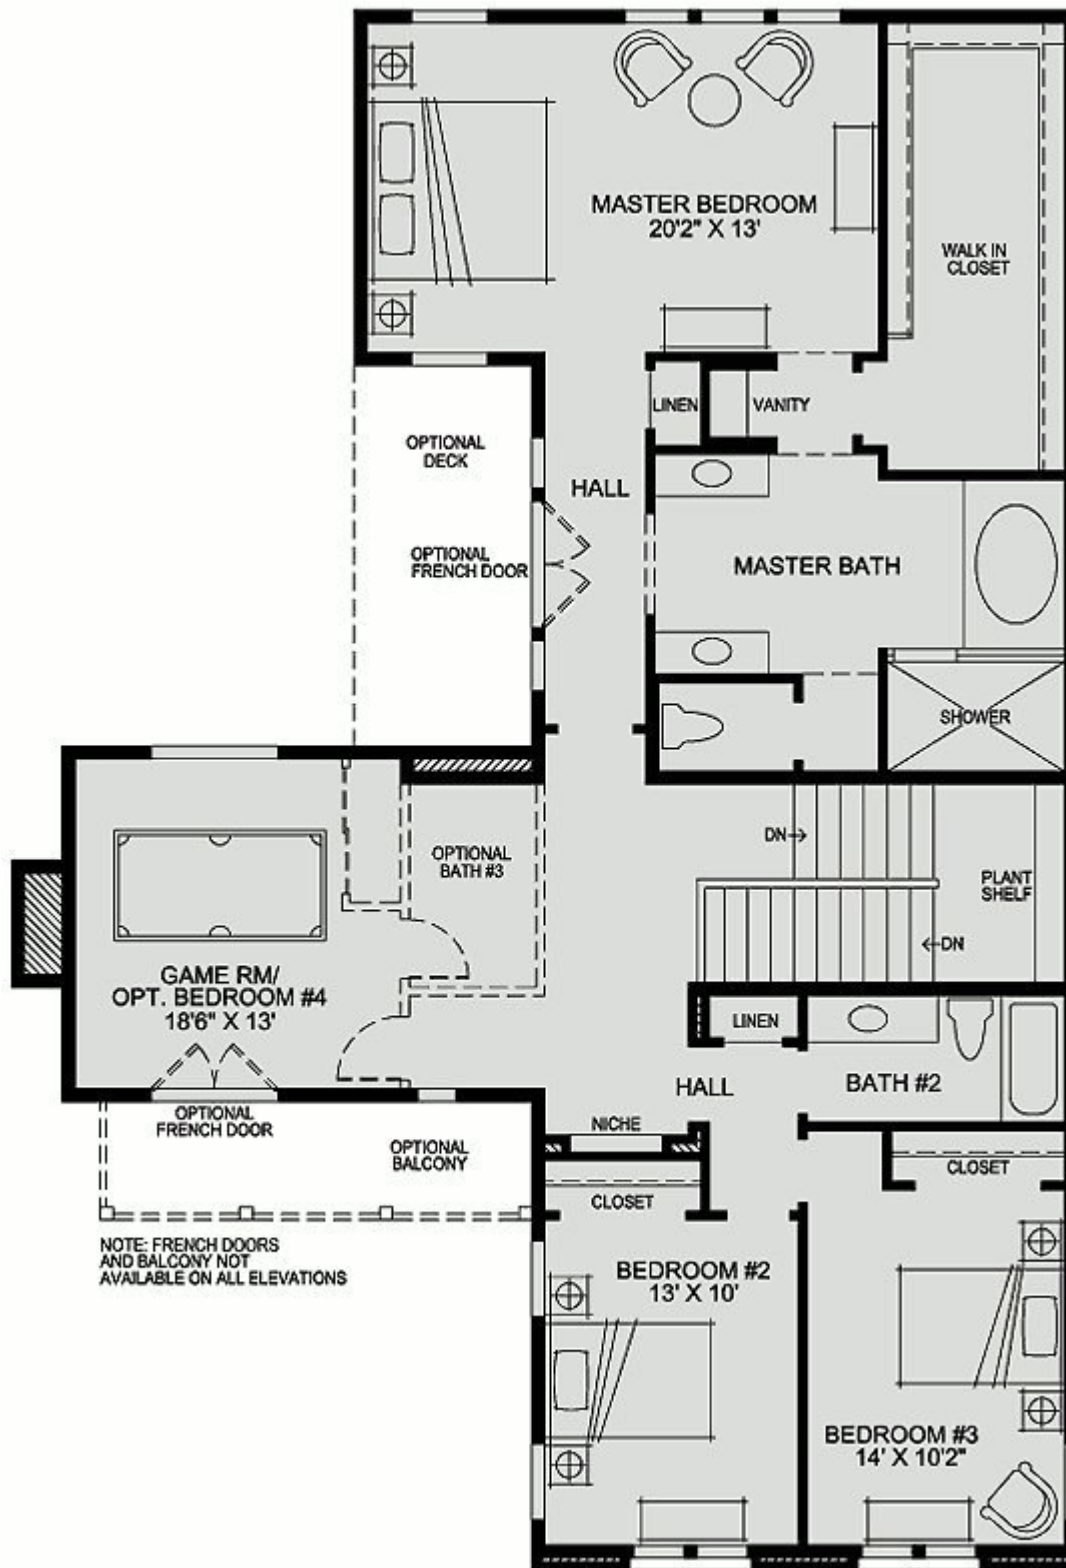 MASTER BEDROOM
20'2" X 13'
WALK IN
CLOSET
LINEN
VANITY
OPTIONAL
DECK
HALL
OPTIONAL
FRENCH DOOR
MASTER BATH
SHOWER
DN→
OPTIONAL
BATH #3
PLANT
SHELF
←DN
GAME RM/
OPT. BEDROOM #4
18'6" X 13'
LINEN
HALL
BATH #2
OPTIONAL
FRENCH DOOR
NICHE
OPTIONAL
BALCONY
CLOSET
CLOSET
NOTE: FRENCH DOORS
AND BALCONY NOT
AVAILABLE ON ALL ELEVATIONS
BEDROOM #2
13' X 10'
BEDROOM #3
14' X 10'2"